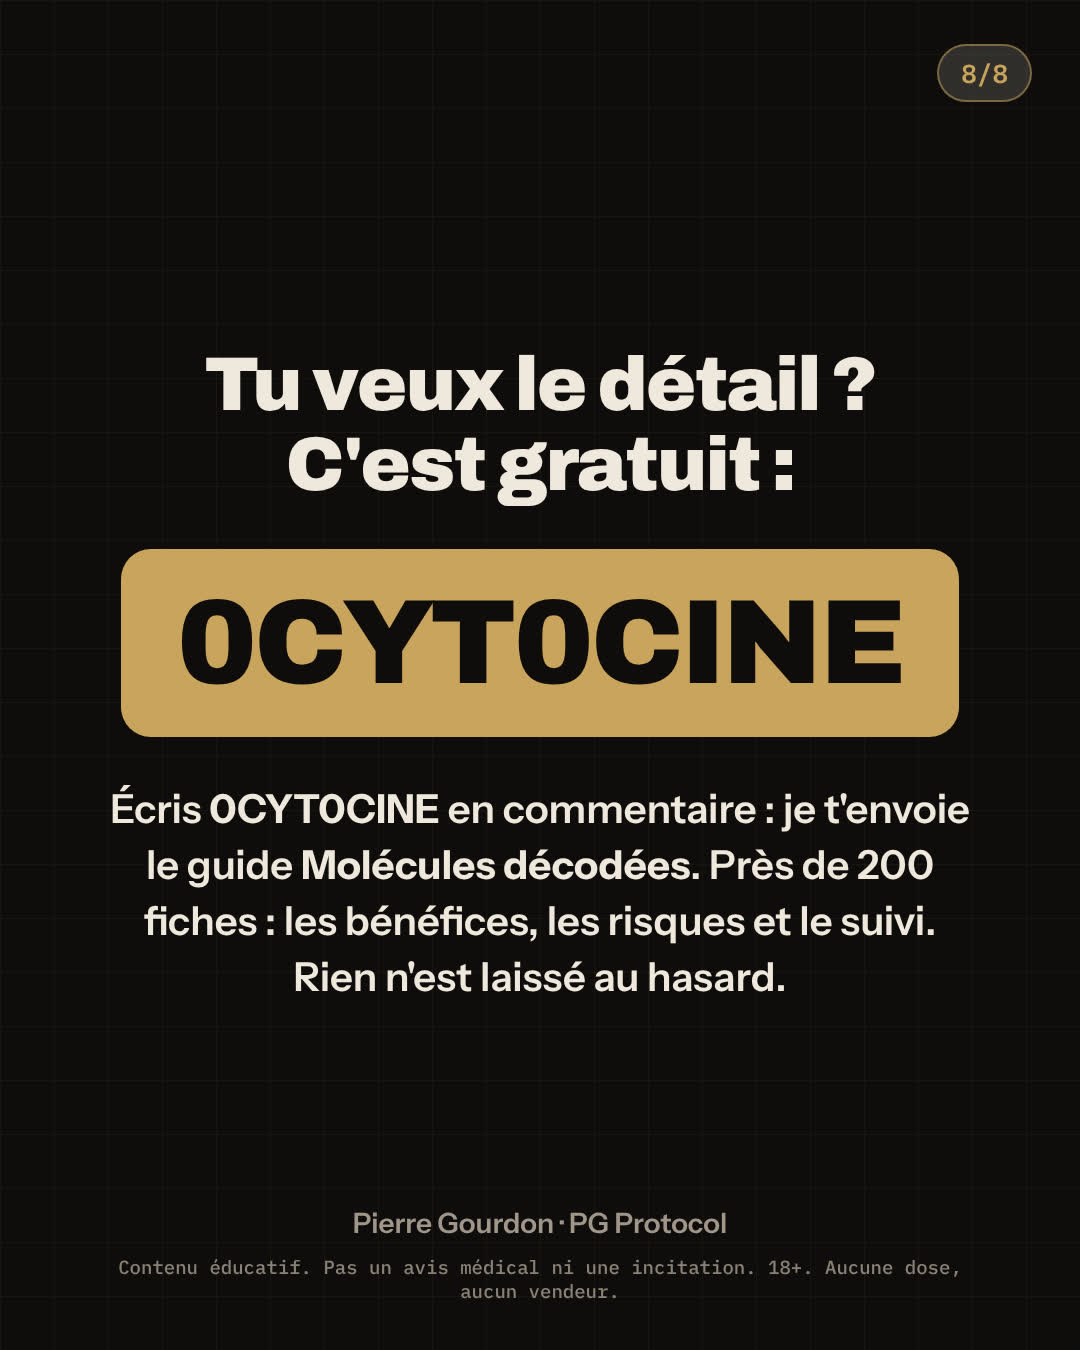 8/8
Tu veux le détail ?
C'est gratuit :
0CYT0CINE
Écris 0CYT0CINE en commentaire : je t'envoie
le guide Molécules décodées. Près de 200
fiches : les bénéfices, les risques et le suivi.
Rien n'est laissé au hasard.
Pierre Gourdon · PG Protocol
Contenu éducatif. Pas un avis médical ni une incitation. 18+. Aucune dose,
aucun vendeur.